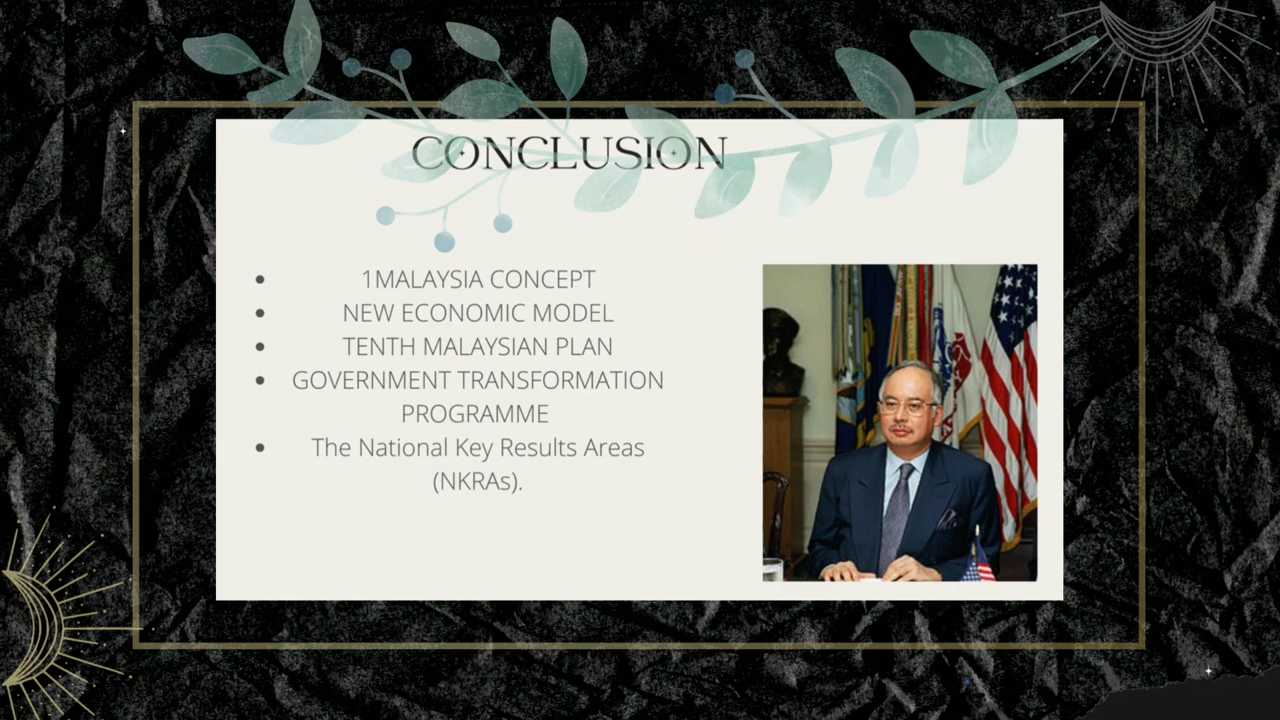 CONCLUSION
• 1MALAYSIA CONCEPT
• NEW ECONOMIC MODEL
• TENTH MALAYSIAN PLAN
• GOVERNMENT TRANSFORMATION
PROGRAMME
• The National Key Results Areas
(NKRAs).